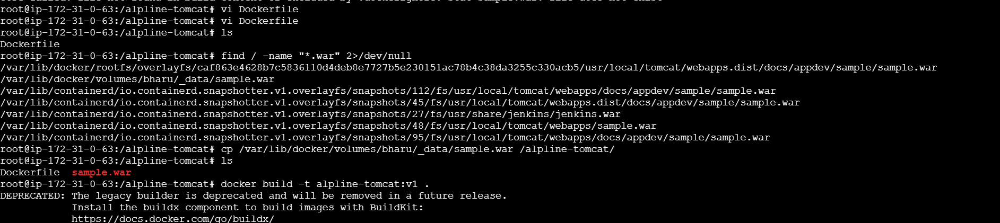 root@ip-172-31-0-63:/alpline-tomcat# vi Dockerfile
root@ip-172-31-0-63:/alpline-tomcat# vi Dockerfile
root@ip-172-31-0-63:/alpline-tomcat# ls
Dockerfile
root@ip-172-31-0-63:/alpline-tomcat# find / -name "*.war" 2>/dev/null
/var/lib/docker/rootfs/overlayfs/caf863e4628b7c5836110d4deb8e7727b5e230151ac78b4c38da3255c330acb5/usr/local/tomcat/webapps.dist/docs/appdev/sample/sample.war
/var/lib/docker/volumes/bharu/_data/sample.war
/var/lib/containerd/io.containerd.snapshotter.v1.overlayfs/snapshots/112/fs/usr/local/tomcat/webapps/docs/appdev/sample/sample.war
/var/lib/containerd/io.containerd.snapshotter.v1.overlayfs/snapshots/45/fs/usr/local/tomcat/webapps.dist/docs/appdev/sample/sample.war
/var/lib/containerd/io.containerd.snapshotter.v1.overlayfs/snapshots/27/fs/usr/share/jenkins/jenkins.war
/var/lib/containerd/io.containerd.snapshotter.v1.overlayfs/snapshots/48/fs/usr/local/tomcat/webapps/sample.war
/var/lib/containerd/io.containerd.snapshotter.v1.overlayfs/snapshots/95/fs/usr/local/tomcat/webapps/docs/appdev/sample/sample.war
root@ip-172-31-0-63:/alpline-tomcat# cp /var/lib/docker/volumes/bharu/_data/sample.war /alpline-tomcat/
root@ip-172-31-0-63:/alpline-tomcat# ls
Dockerfile  sample.war
root@ip-172-31-0-63:/alpline-tomcat# docker build -t alpline-tomcat:v1 .
DEPRECATED: The legacy builder is deprecated and will be removed in a future release.
            Install the buildx component to build images with BuildKit:
            https://docs.docker.com/go/buildx/